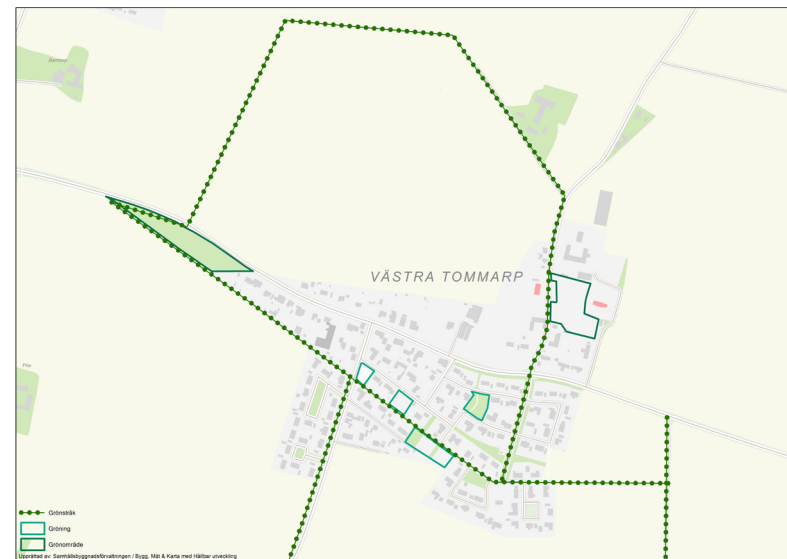 VÄSTRA TOMMARP
Grönstråk
Gröning
Grönområde
Upprättad av: Samhällsbyggnadsförvaltningen / Bygg, Mät & Karta med Hållbar utveckling